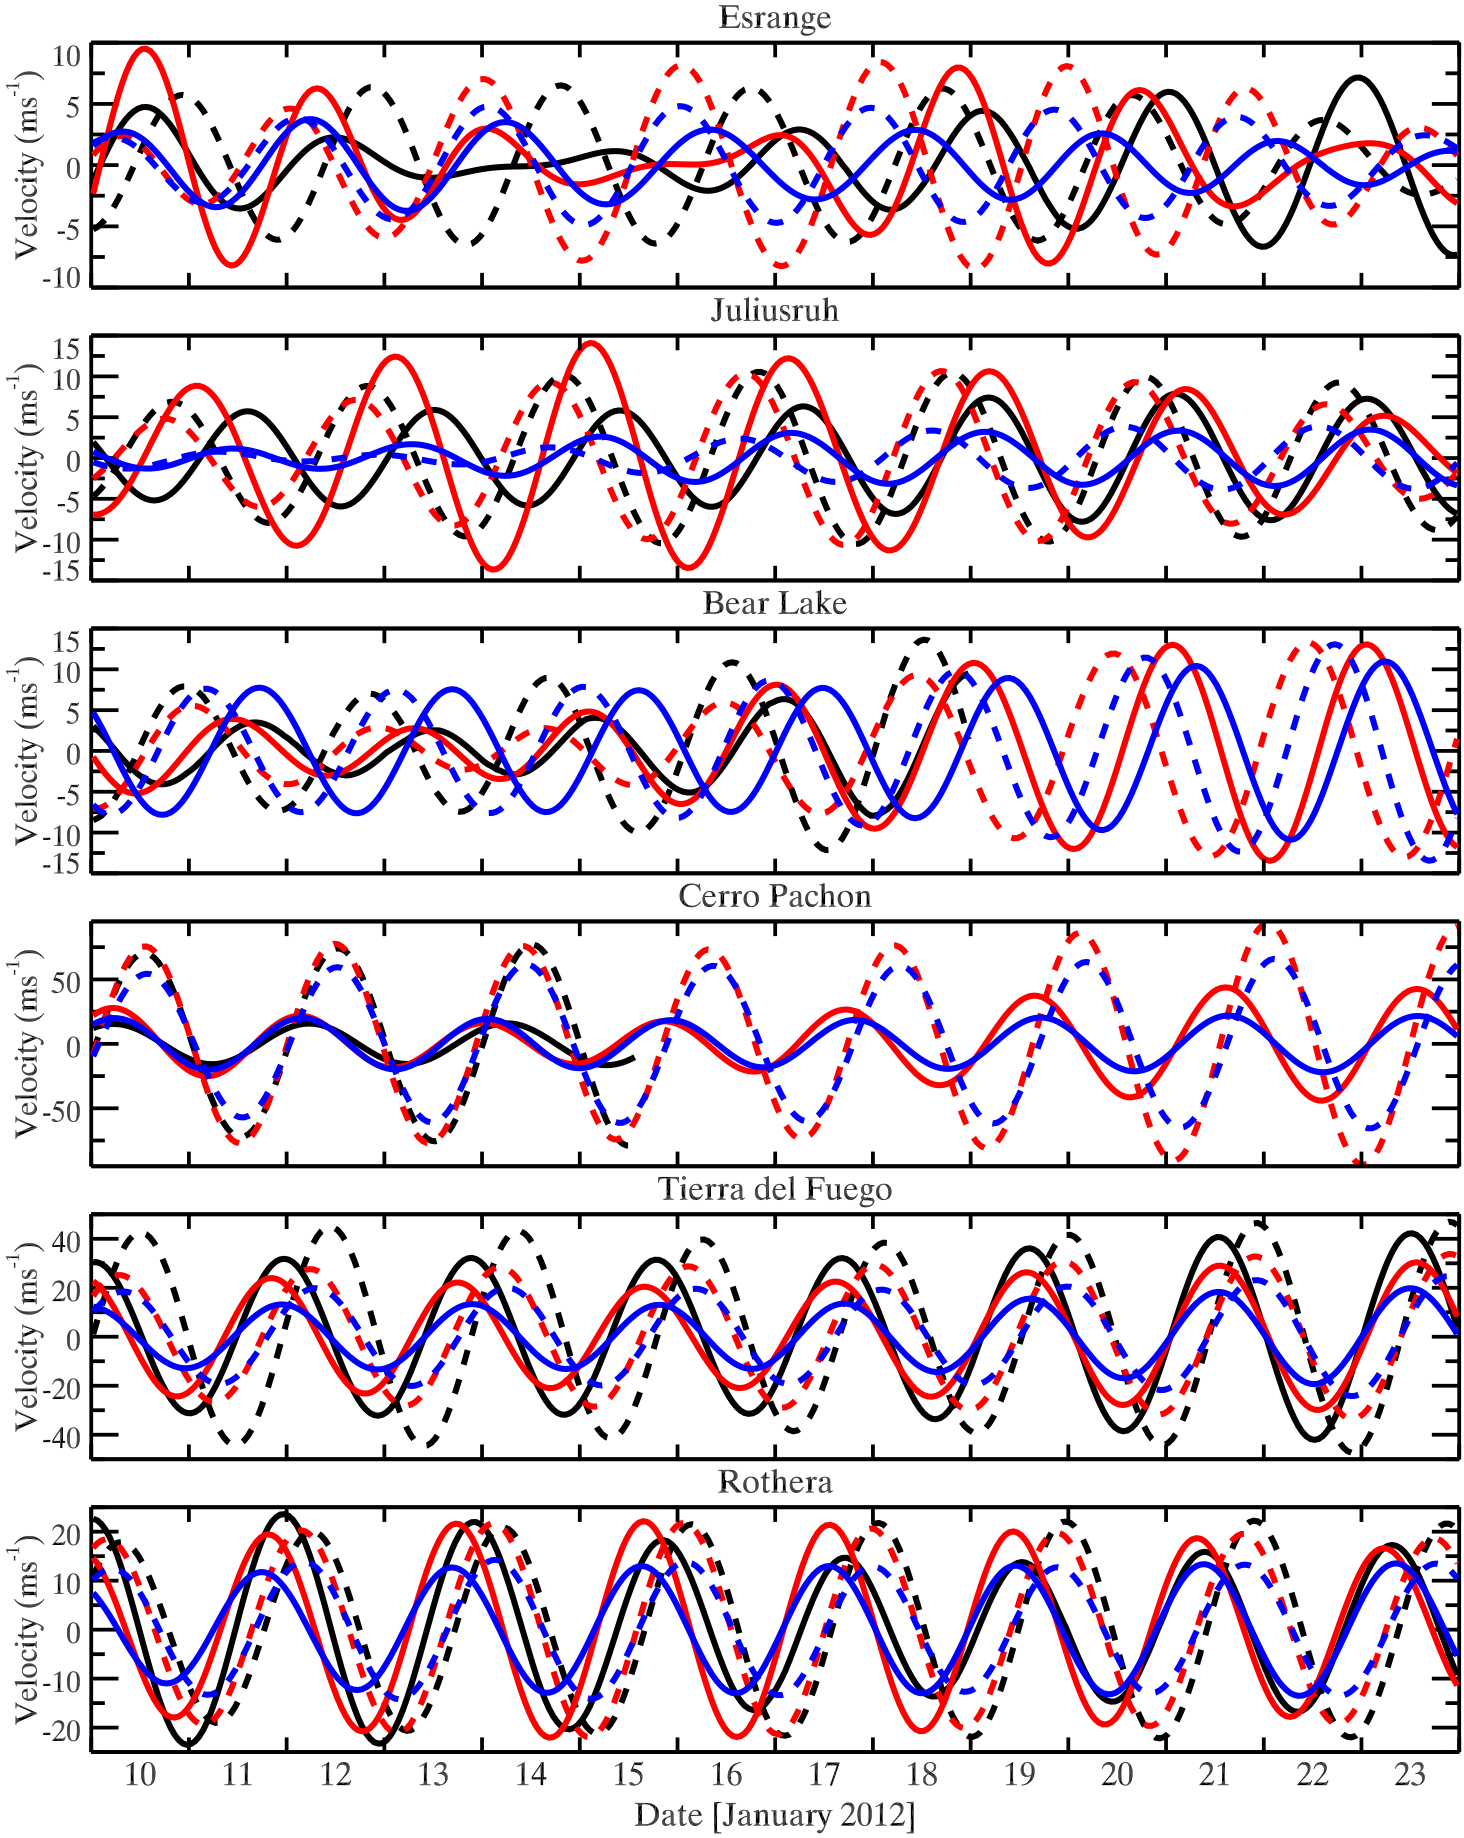 Esrange
Velocity (ms⁻¹)
10
5
0
-5
-10
Juliusruh
Velocity (ms⁻¹)
15
10
5
0
-5
-10
-15
Bear Lake
Velocity (ms⁻¹)
15
10
5
0
-5
-10
-15
Cerro Pachon
Velocity (ms⁻¹)
50
0
-50
Tierra del Fuego
Velocity (ms⁻¹)
40
20
0
-20
-40
Rothera
Velocity (ms⁻¹)
20
10
0
-10
-20
10 11 12 13 14 15 16 17 18 19 20 21 22 23
Date [January 2012]